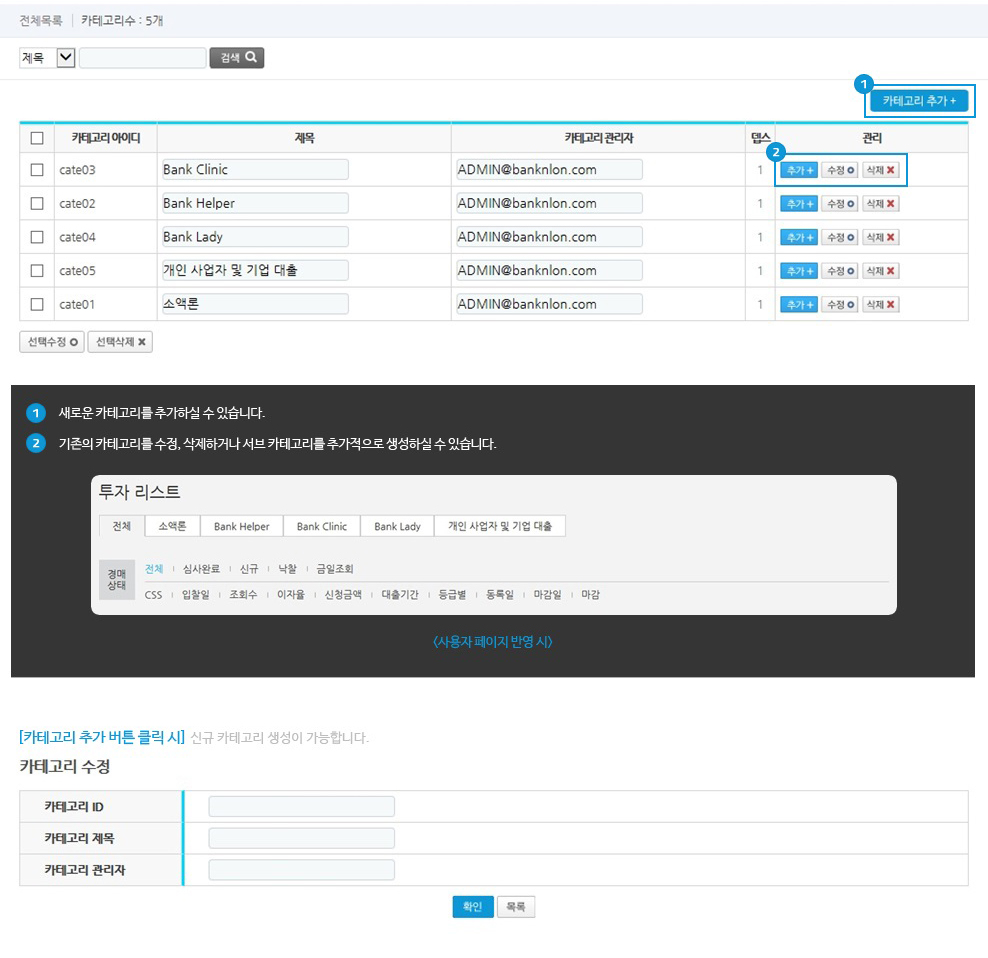 전체목록 | 카테고리수 : 5개
제목 검색
1 카테고리 추가 +
카테고리 아이디 제목 카테고리 관리자 뎁스 관리
2
cate03 Bank Clinic ADMIN@banknlon.com 1 추가 + 수정 삭제
cate02 Bank Helper ADMIN@banknlon.com 1 추가 + 수정 삭제
cate04 Bank Lady ADMIN@banknlon.com 1 추가 + 수정 삭제
cate05 개인 사업자 및 기업 대출 ADMIN@banknlon.com 1 추가 + 수정 삭제
cate01 소액론 ADMIN@banknlon.com 1 추가 + 수정 삭제
선택수정 선택삭제
1 새로운 카테고리를 추가하실 수 있습니다.
2 기존의 카테고리를 수정, 삭제하거나 서브 카테고리를 추가적으로 생성하실 수 있습니다.
투자 리스트
전체 소액론 Bank Helper Bank Clinic Bank Lady 개인 사업자 및 기업 대출
경매 상태
전체 심사완료 신규 낙찰 금일조회
CSS 입찰일 조회수 이자율 신청금액 대출기간 등급별 등록일 마감일 마감
<사용자 페이지 반영 시>
[카테고리 추가 버튼 클릭 시] 신규 카테고리 생성이 가능합니다.
카테고리 수정
카테고리 ID
카테고리 제목
카테고리 관리자
확인 목록